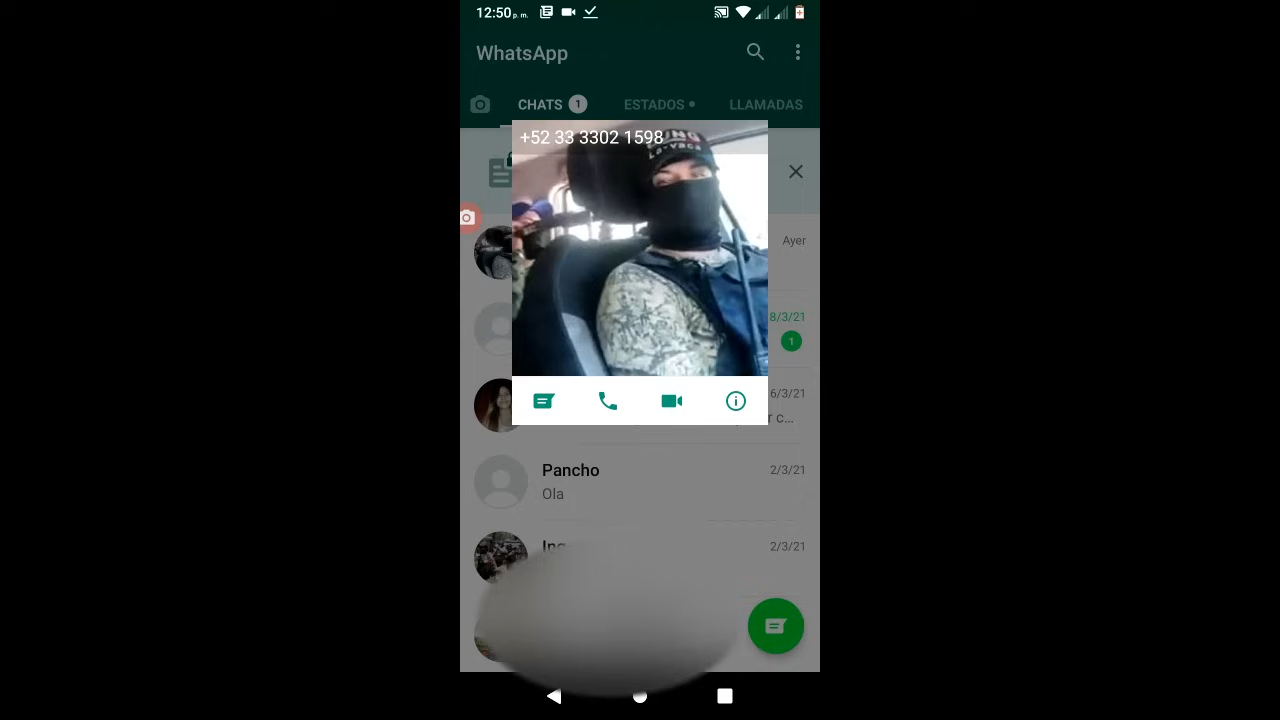 12:50 p. m.
WhatsApp
CHATS 1
ESTADOS
LLAMADAS
+52 33 3302 1598
Ayer
8/3/21
1
6/3/21
r c...
Pancho
2/3/21
Ola
2/3/21